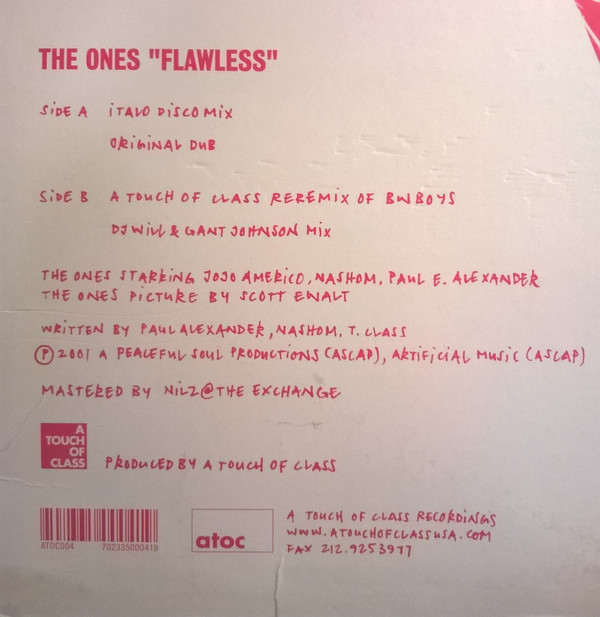 THE ONES "FLAWLESS"
SIDE A ITALO DISCO MIX
ORIGINAL DUB
SIDE B A TOUCH OF CLASS REREMIX OF BWBOYS
DJ WILL & GANT JOHNSON MIX
THE ONES STARRING JOJO AMERICO, NASHOM, PAUL E. ALEXANDER
THE ONES PICTURE BY SCOTT EWALT
WRITTEN BY PAUL ALEXANDER, NASHOM, T. CLASS
℗ 2001 A PEACEFUL SOUL PRODUCTIONS (ASCAP), ARTIFICIAL MUSIC (ASCAP)
MASTERED BY NILZ@THE EXCHANGE
A
TOUCH
OF
CLASS
PRODUCED BY A TOUCH OF CLASS
ATOC004 702335000419
atoc
A TOUCH OF CLASS RECORDINGS
WWW.ATOUCHOFCLASSUSA.COM
FAX 212.9253977